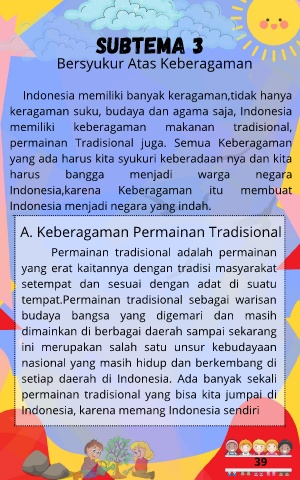 SUBTEMA 3
Bersyukur Atas Keberagaman
Indonesia memiliki banyak keragaman,tidak hanya
keragaman suku, budaya dan agama saja, Indonesia
memiliki keberagaman makanan tradisional,
permainan Tradisional juga. Semua Keberagaman
yang ada harus kita syukuri keberadaan nya dan kita
harus bangga menjadi warga negara
Indonesia,karena Keberagaman itu membuat
Indonesia menjadi negara yang indah.
A. Keberagaman Permainan Tradisional
Permainan tradisional adalah permainan
yang erat kaitannya dengan tradisi masyarakat
setempat dan sesuai dengan adat di suatu
tempat.Permainan tradisional sebagai warisan
budaya bangsa yang digemari dan masih
dimainkan di berbagai daerah sampai sekarang
ini merupakan salah satu unsur kebudayaan
nasional yang masih hidup dan berkembang di
setiap daerah di Indonesia. Ada banyak sekali
permainan tradisional yang bisa kita jumpai di
Indonesia, karena memang Indonesia sendiri
39